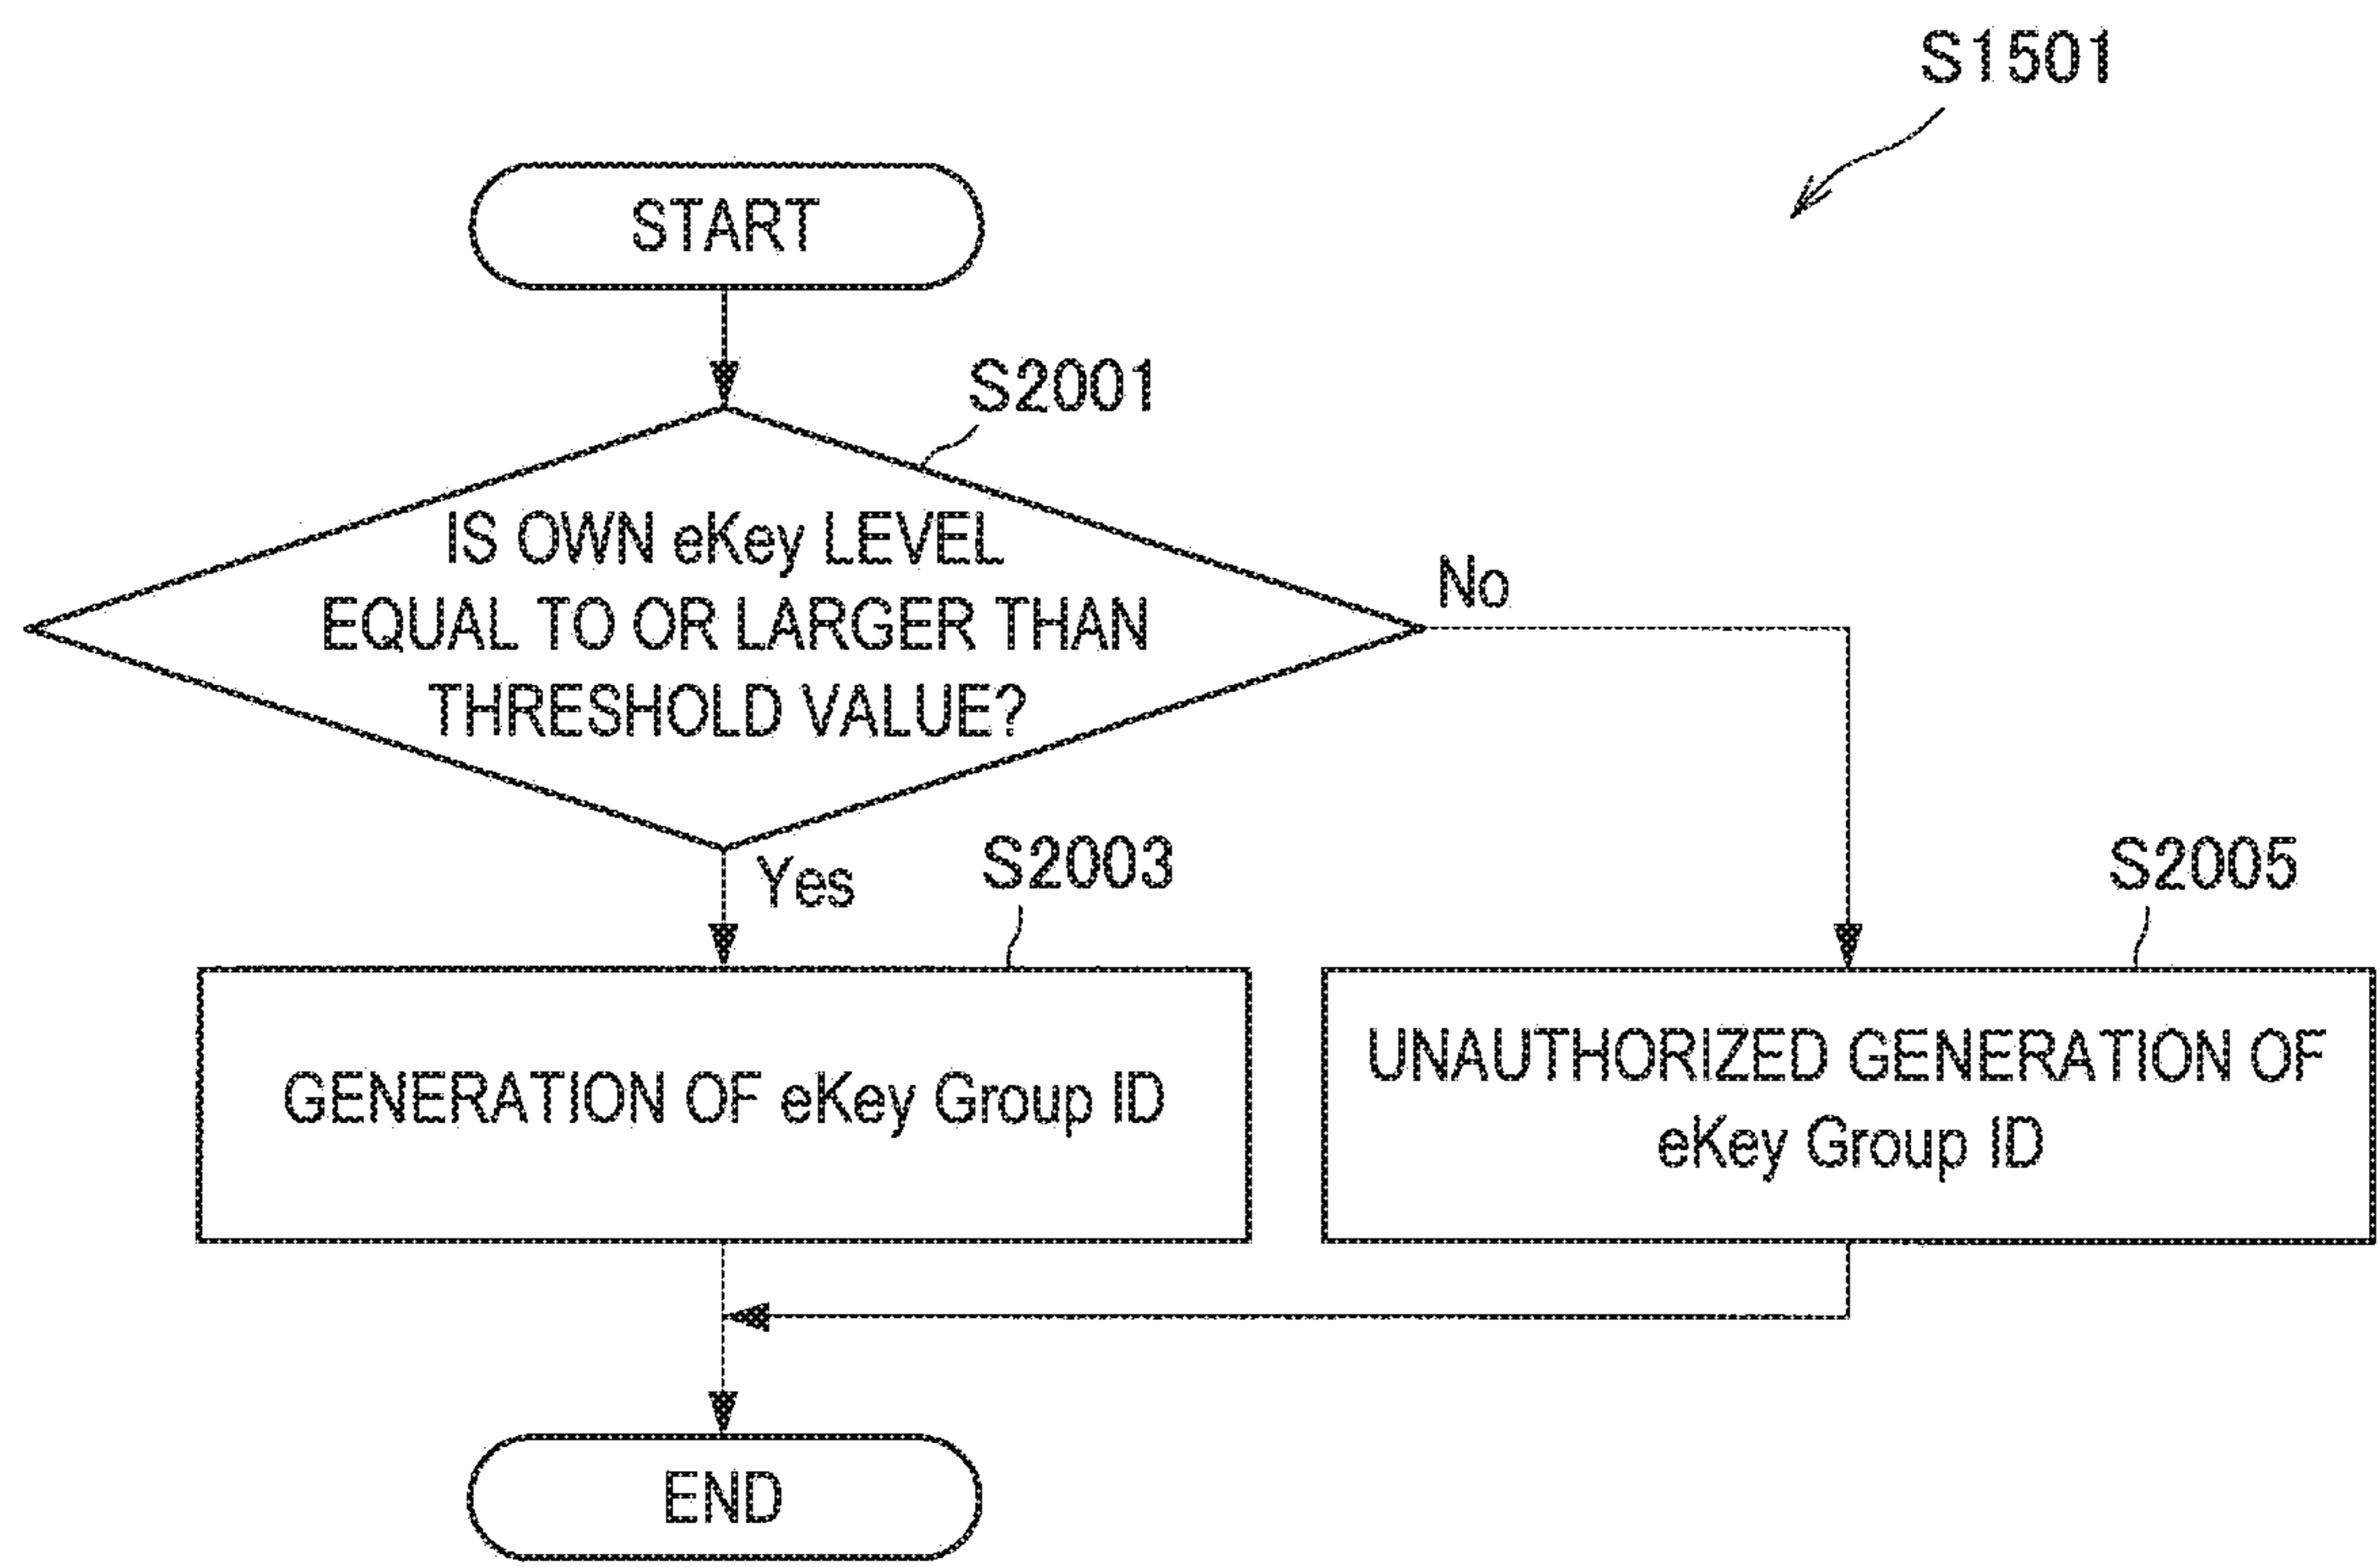 S1501
START
S2001
IS OWN eKey LEVEL
EQUAL TO OR LARGER THAN
THRESHOLD VALUE?
No
Yes
S2003
S2005
GENERATION OF eKey Group ID
UNAUTHORIZED GENERATION OF
eKey Group ID
END